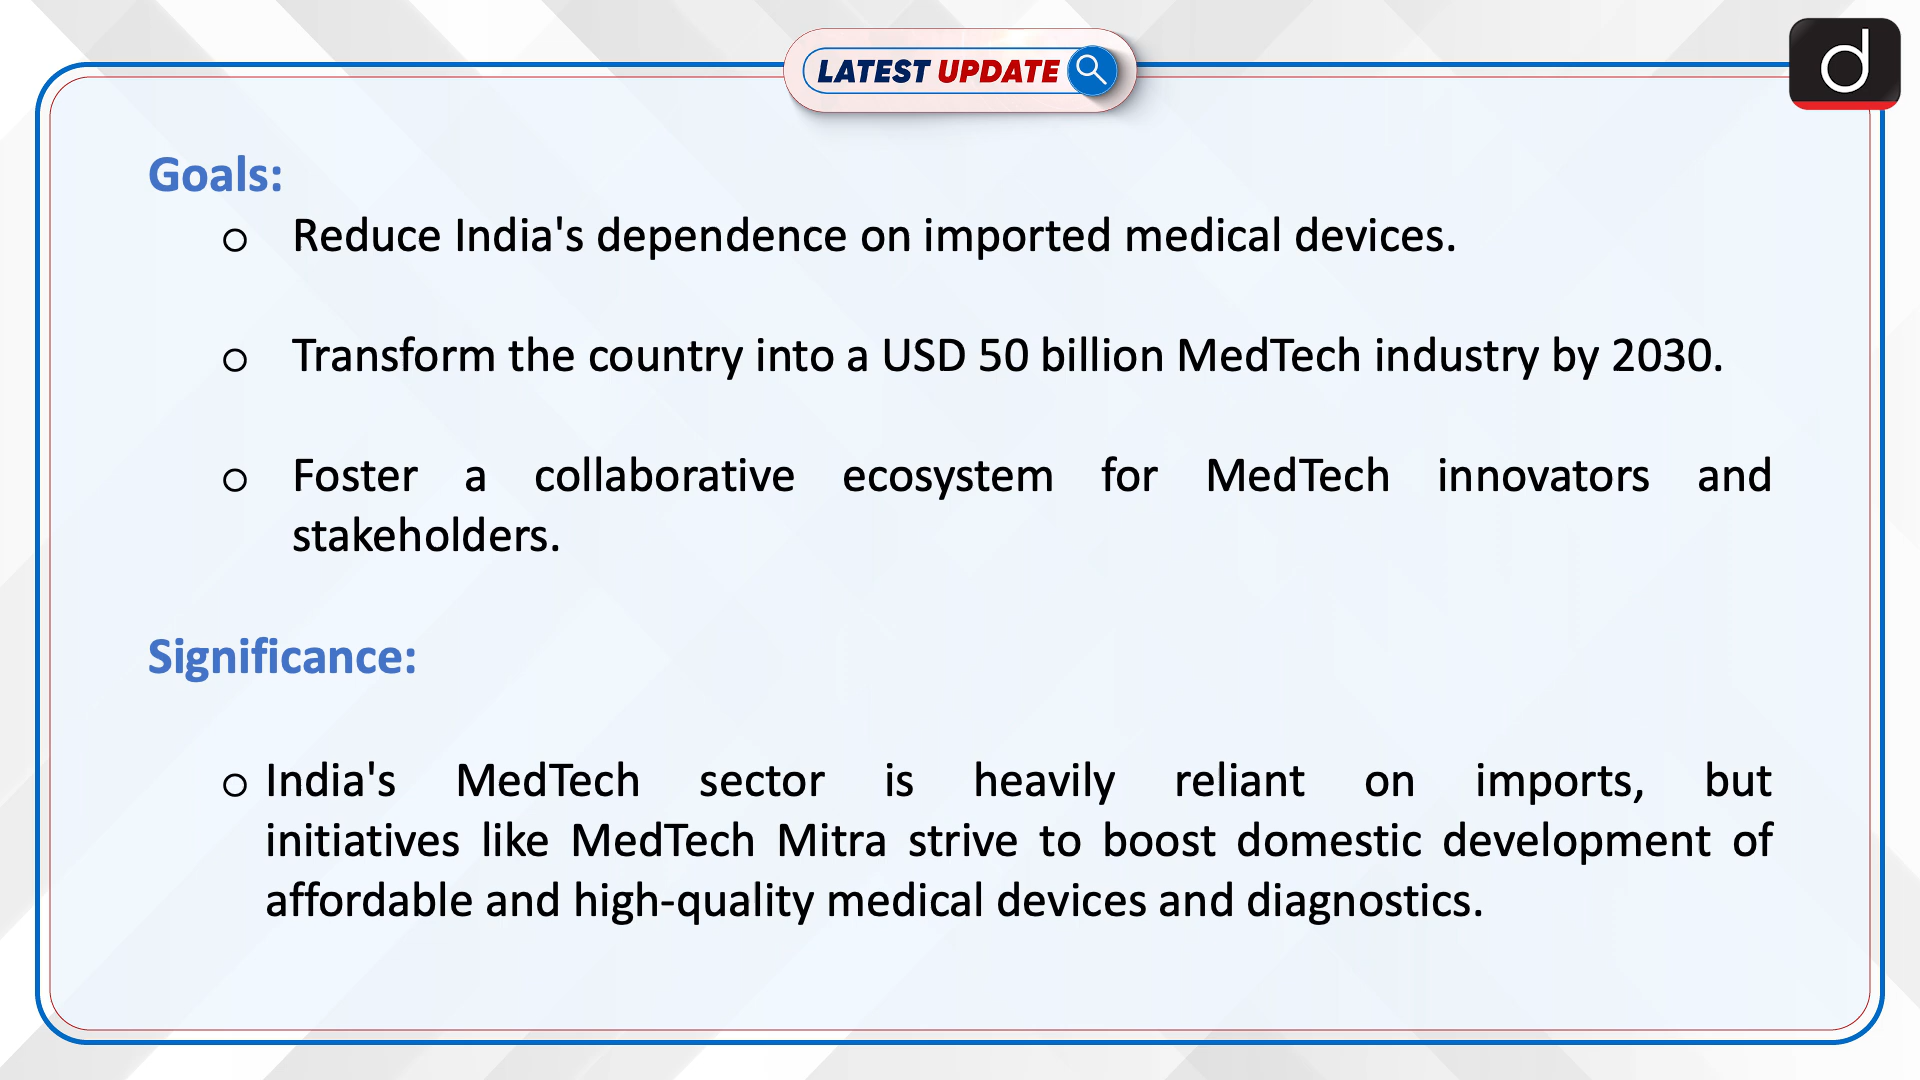 LATEST UPDATE
d
Goals:
o Reduce India's dependence on imported medical devices.
o Transform the country into a USD 50 billion MedTech industry by 2030.
o Foster a collaborative ecosystem for MedTech innovators and
stakeholders.
Significance:
o India's MedTech sector is heavily reliant on imports, but
initiatives like MedTech Mitra strive to boost domestic development of
affordable and high-quality medical devices and diagnostics.